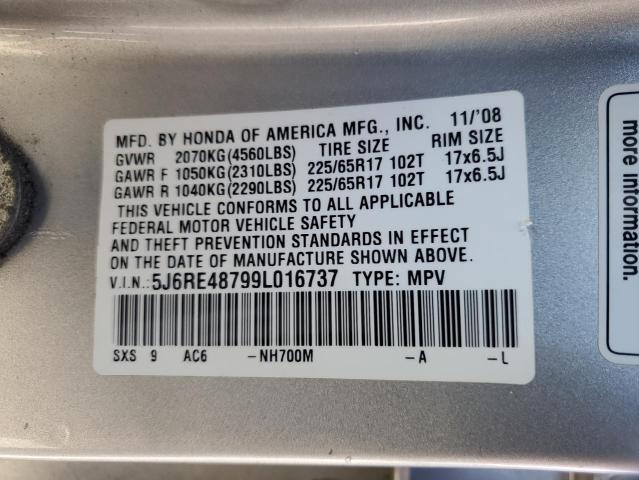 MFD. BY HONDA OF AMERICA MFG., INC. 11/'08
GVWR 2070KG(4560LBS) TIRE SIZE RIM SIZE
GAWR F 1050KG(2310LBS) 225/65R17 102T 17x6.5J
GAWR R 1040KG(2290LBS) 225/65R17 102T 17x6.5J
THIS VEHICLE CONFORMS TO ALL APPLICABLE
FEDERAL MOTOR VEHICLE SAFETY
AND THEFT PREVENTION STANDARDS IN EFFECT
ON THE DATE OF MANUFACTURE SHOWN ABOVE.
V.I.N.:5J6RE48799L016737 TYPE: MPV
SXS 9 AC6 -NH700M -A -L
more information.